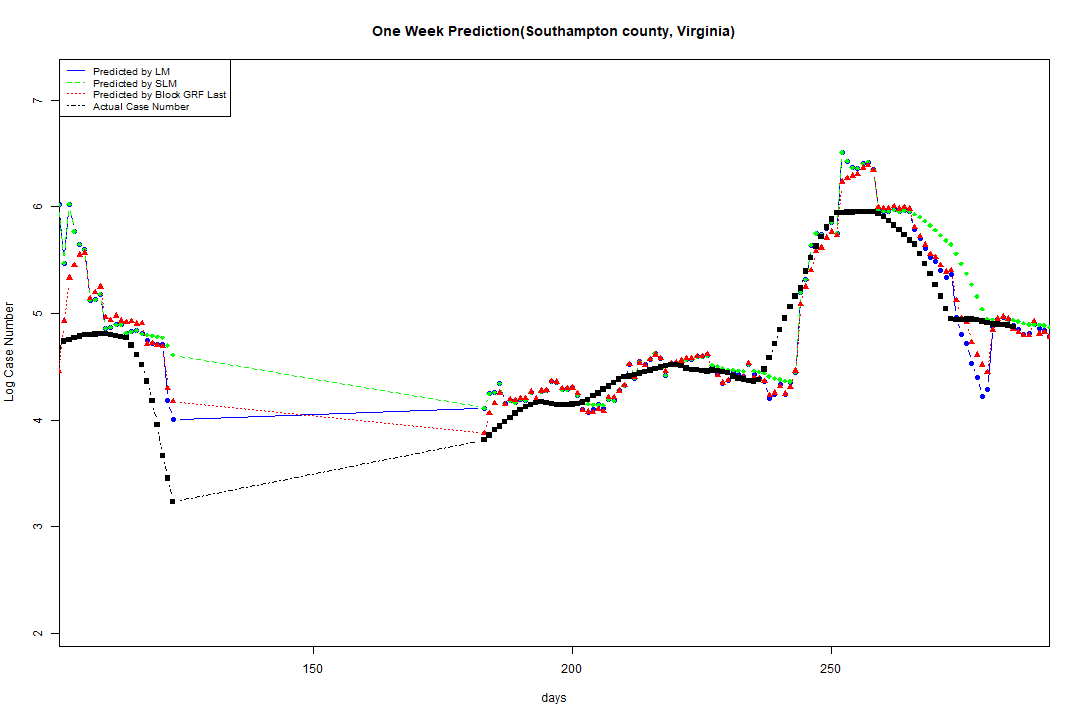 One Week Prediction(Southampton county, Virginia)
Predicted by LM
Predicted by SLM
Predicted by Block GRF Last
Actual Case Number
Log Case Number
7
6
5
4
3
2
150 200 250
days